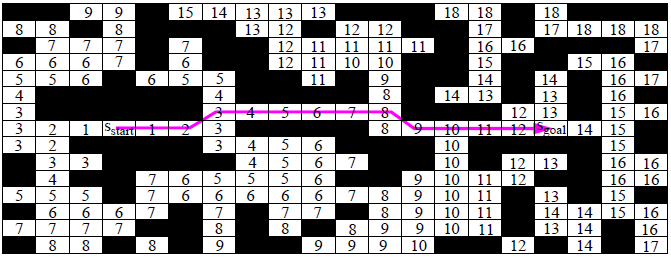 9 9 15 14 13 13 13 18 18 18
8 8 8 13 12 12 12 17 17 18 18 18
7 7 7 7 12 11 11 11 11 16 16 17
6 6 6 7 6 12 11 10 10 15 15 16
5 5 6 6 5 5 11 9 14 14 16 17
4 4 8 14 13 13 16
3 3 4 5 6 7 8 12 13 15 16
3 2 1 Sstart 1 2 3 8 9 10 11 12 Sgoal 14 15
3 2 3 4 5 6 10 15
3 3 4 5 6 7 10 12 13 16 16
4 7 6 5 5 5 6 9 10 11 12 16 16
5 5 5 7 6 6 6 6 6 7 8 9 10 11 13 15
6 6 6 7 7 7 7 8 9 10 11 14 14 15 16
7 7 7 7 8 8 8 9 9 10 11 13 14 16
8 8 8 9 9 9 9 10 12 14 17